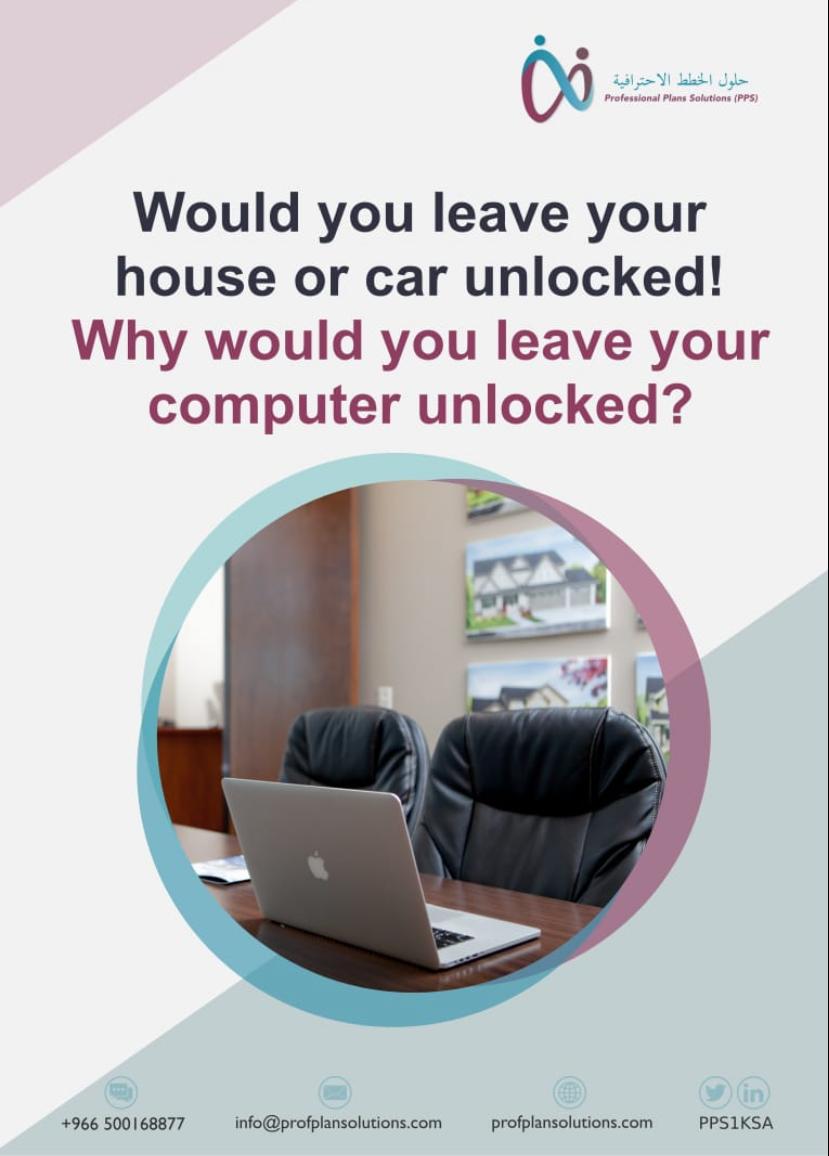 حلول الخطط الاحترافية
Professional Plans Solutions (PPS)
Would you leave your
house or car unlocked!
Why would you leave your
computer unlocked?
+966 500168877
info@profplansolutions.com
profplansolutions.com
PPS1KSA